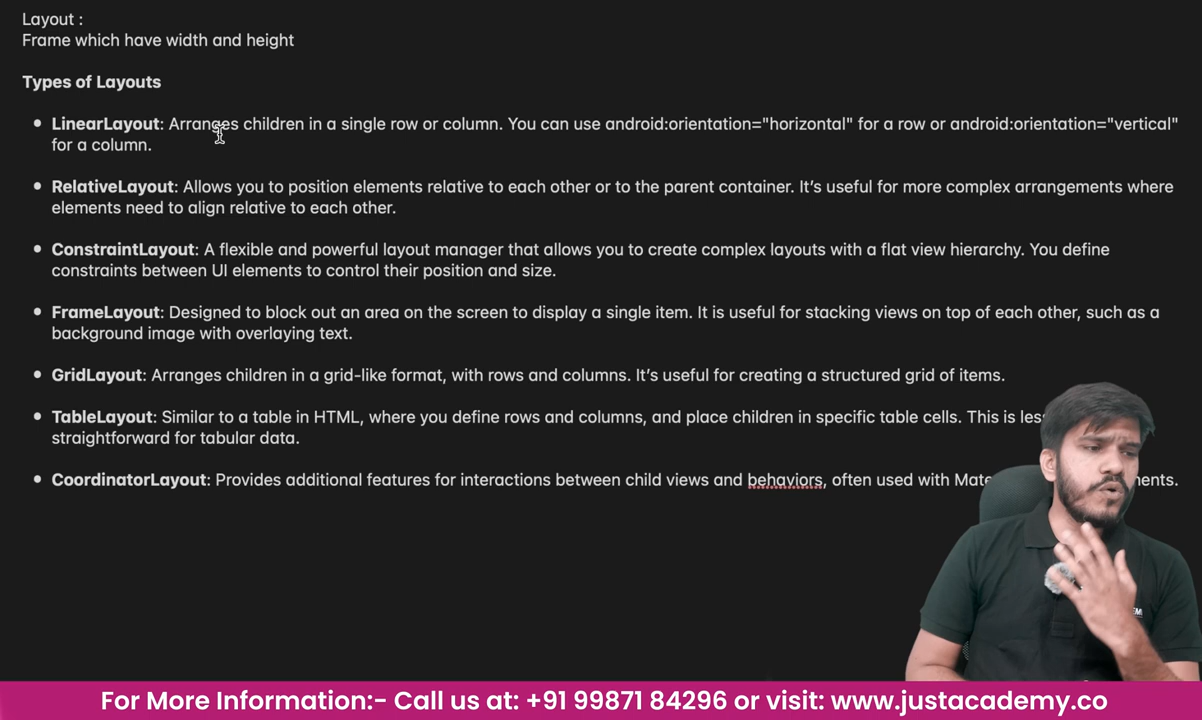 Layout :
Frame which have width and height
Types of Layouts
• LinearLayout: Arranges children in a single row or column. You can use android:orientation="horizontal" for a row or android:orientation="vertical"
for a column.
• RelativeLayout: Allows you to position elements relative to each other or to the parent container. It's useful for more complex arrangements where
elements need to align relative to each other.
• ConstraintLayout: A flexible and powerful layout manager that allows you to create complex layouts with a flat view hierarchy. You define
constraints between UI elements to control their position and size.
• FrameLayout: Designed to block out an area on the screen to display a single item. It is useful for stacking views on top of each other, such as a
background image with overlaying text.
• GridLayout: Arranges children in a grid-like format, with rows and columns. It's useful for creating a structured grid of items.
• TableLayout: Similar to a table in HTML, where you define rows and columns, and place children in specific table cells. This is
straightforward for tabular data.
• CoordinatorLayout: Provides additional features for interactions between child views and behaviors, often used with
For More Information:- Call us at: +91 99871 84296 or visit: www.justacademy.co